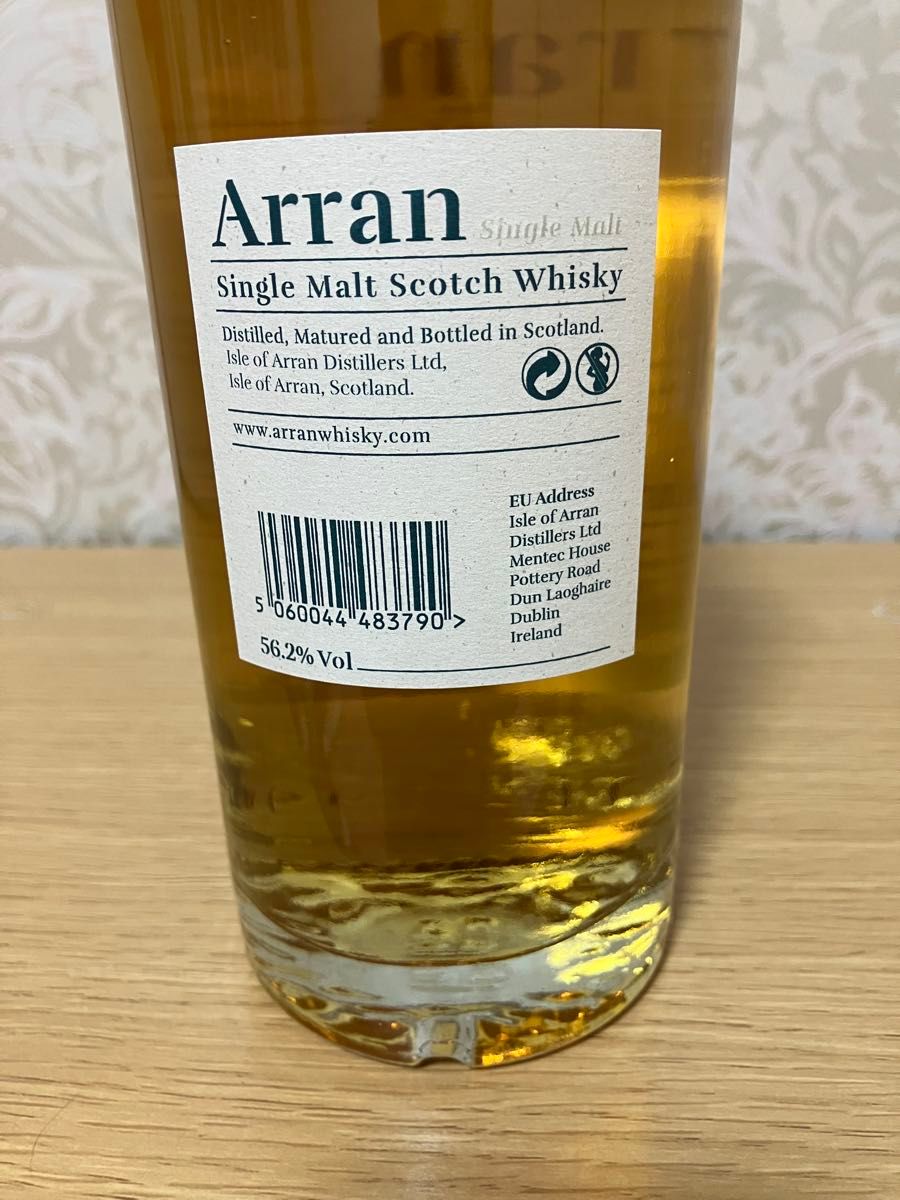 Arran Single Malt
Single Malt Scotch Whisky
Distilled, Matured and Bottled in Scotland.
Isle of Arran Distillers Ltd,
Isle of Arran, Scotland.
www.arranwhisky.com
EU Address
Isle of Arran
Distillers Ltd
Mentec House
Pottery Road
Dun Laoghaire
Dublin
Ireland
5 060044 483790 >
56.2% Vol